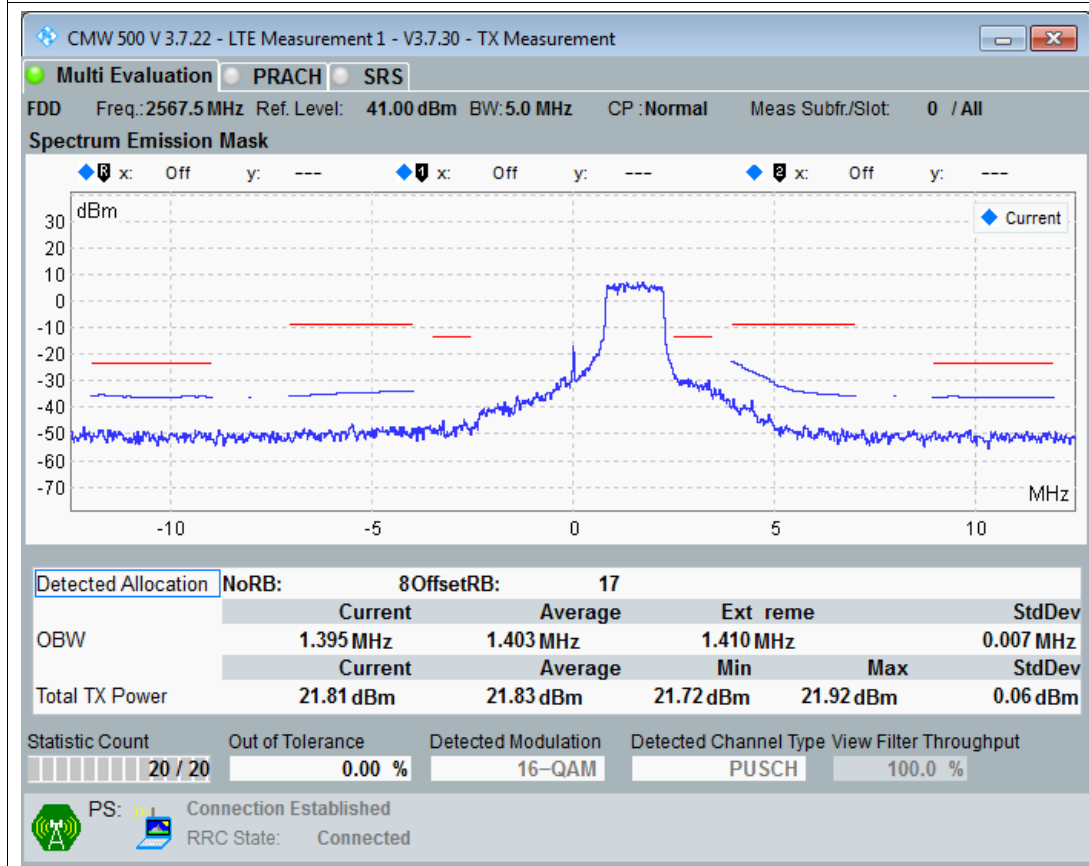 CMW 500 V 3.7.22 - LTE Measurement 1 - V3.7.30 - TX Measurement
Multi Evaluation PRACH SRS
FDD Freq.: 2567.5 MHz Ref. Level: 41.00 dBm BW: 5.0 MHz CP : Normal Meas Subfr./Slot: 0 / All
Spectrum Emission Mask
R x: Off y: --- 1 x: Off y: --- 2 x: Off y: ---
dBm
Current
30
20
10
0
-10
-20
-30
-40
-50
-60
-70
MHz
-10 -5 0 5 10
Detected Allocation NoRB: 8 OffsetRB: 17
Current Average Ext reme StdDev
OBW 1.395 MHz 1.403 MHz 1.410 MHz 0.007 MHz
Current Average Min Max StdDev
Total TX Power 21.81 dBm 21.83 dBm 21.72 dBm 21.92 dBm 0.06 dBm
Statistic Count Out of Tolerance Detected Modulation Detected Channel Type View Filter Throughput
20 / 20 0.00 % 16-QAM PUSCH 100.0 %
PS: Connection Established
RRC State: Connected